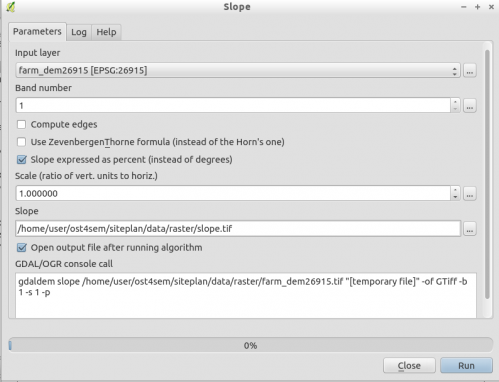 Slope
Parameters Log Help
Input layer
farm_dem26915 [EPSG:26915]
...
Band number
1
...
Compute edges
Use ZevenbergenThorne formula (instead of the Horn's one)
Slope expressed as percent (instead of degrees)
Scale (ratio of vert. units to horiz.)
1.000000
...
Slope
/home/user/ost4sem/siteplan/data/raster/slope.tif
...
Open output file after running algorithm
GDAL/OGR console call
gdaldem slope /home/user/ost4sem/siteplan/data/raster/farm_dem26915.tif "[temporary file]" -of GTiff -b
1 -s 1 -p
0%
Close Run